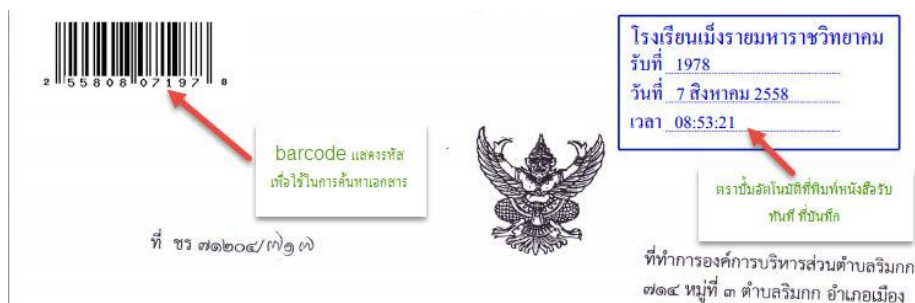 2 55808 07197 8
barcode แสดงรหัส
เพื่อใช้ในการค้นหาเอกสาร
โรงเรียนเม็งรายมหาราชวิทยาคม
รับที่ 1978
วันที่ 7 สิงหาคม 2558
เวลา 08:53:21
ตราปั๊มอัตโนมัติที่พิมพ์หนังสือรับ
ทันที ที่บันทึก
ที่ ชร ๗๑๒๐๔/๗๑๗
ที่ทำการองค์การบริหารส่วนตำบลริมกก
๗๑๔ หมู่ที่ ๓ ตำบลริมกก อำเภอเมือง